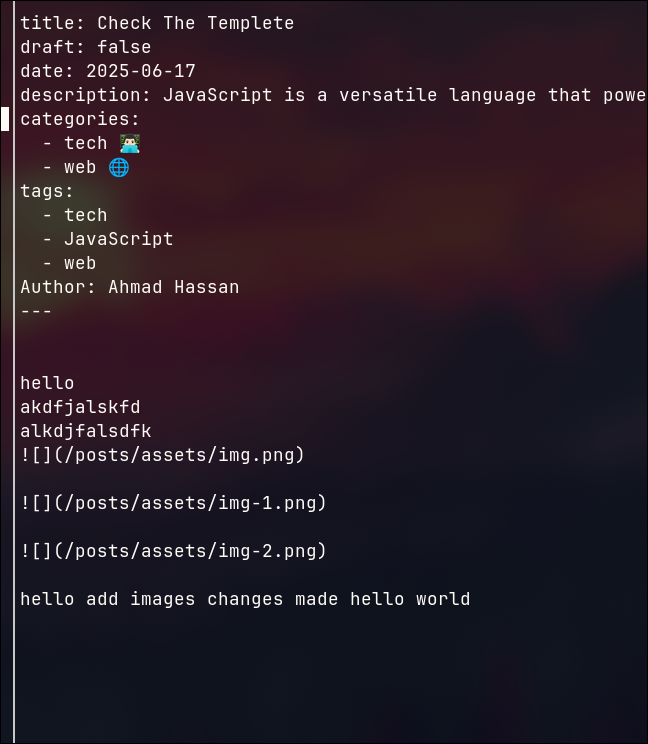 title: Check The Templete
draft: false
date: 2025-06-17
description: JavaScript is a versatile language that powe
categories:
  - tech 👨🏻‍💻
  - web 🌐
tags:
  - tech
  - JavaScript
  - web
Author: Ahmad Hassan
---
hello
akdfjalskfd
alkdjfalsdfk
![](/posts/assets/img.png)
![](/posts/assets/img-1.png)
![](/posts/assets/img-2.png)
hello add images changes made hello world